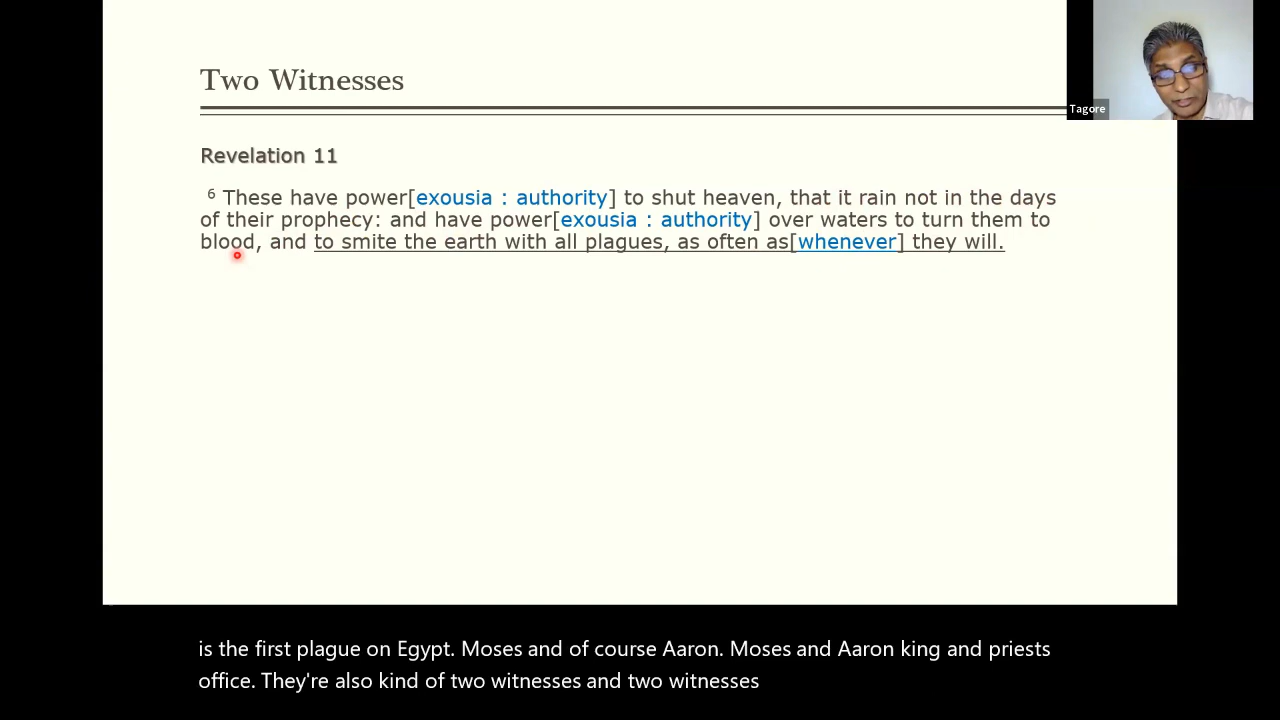 Two Witnesses
Tagore
Revelation 11
6 These have power[exousia : authority] to shut heaven, that it rain not in the days
of their prophecy: and have power[exousia : authority] over waters to turn them to
blood, and to smite the earth with all plagues, as often as[whenever] they will.
is the first plague on Egypt. Moses and of course Aaron. Moses and Aaron king and priests
office. They're also kind of two witnesses and two witnesses